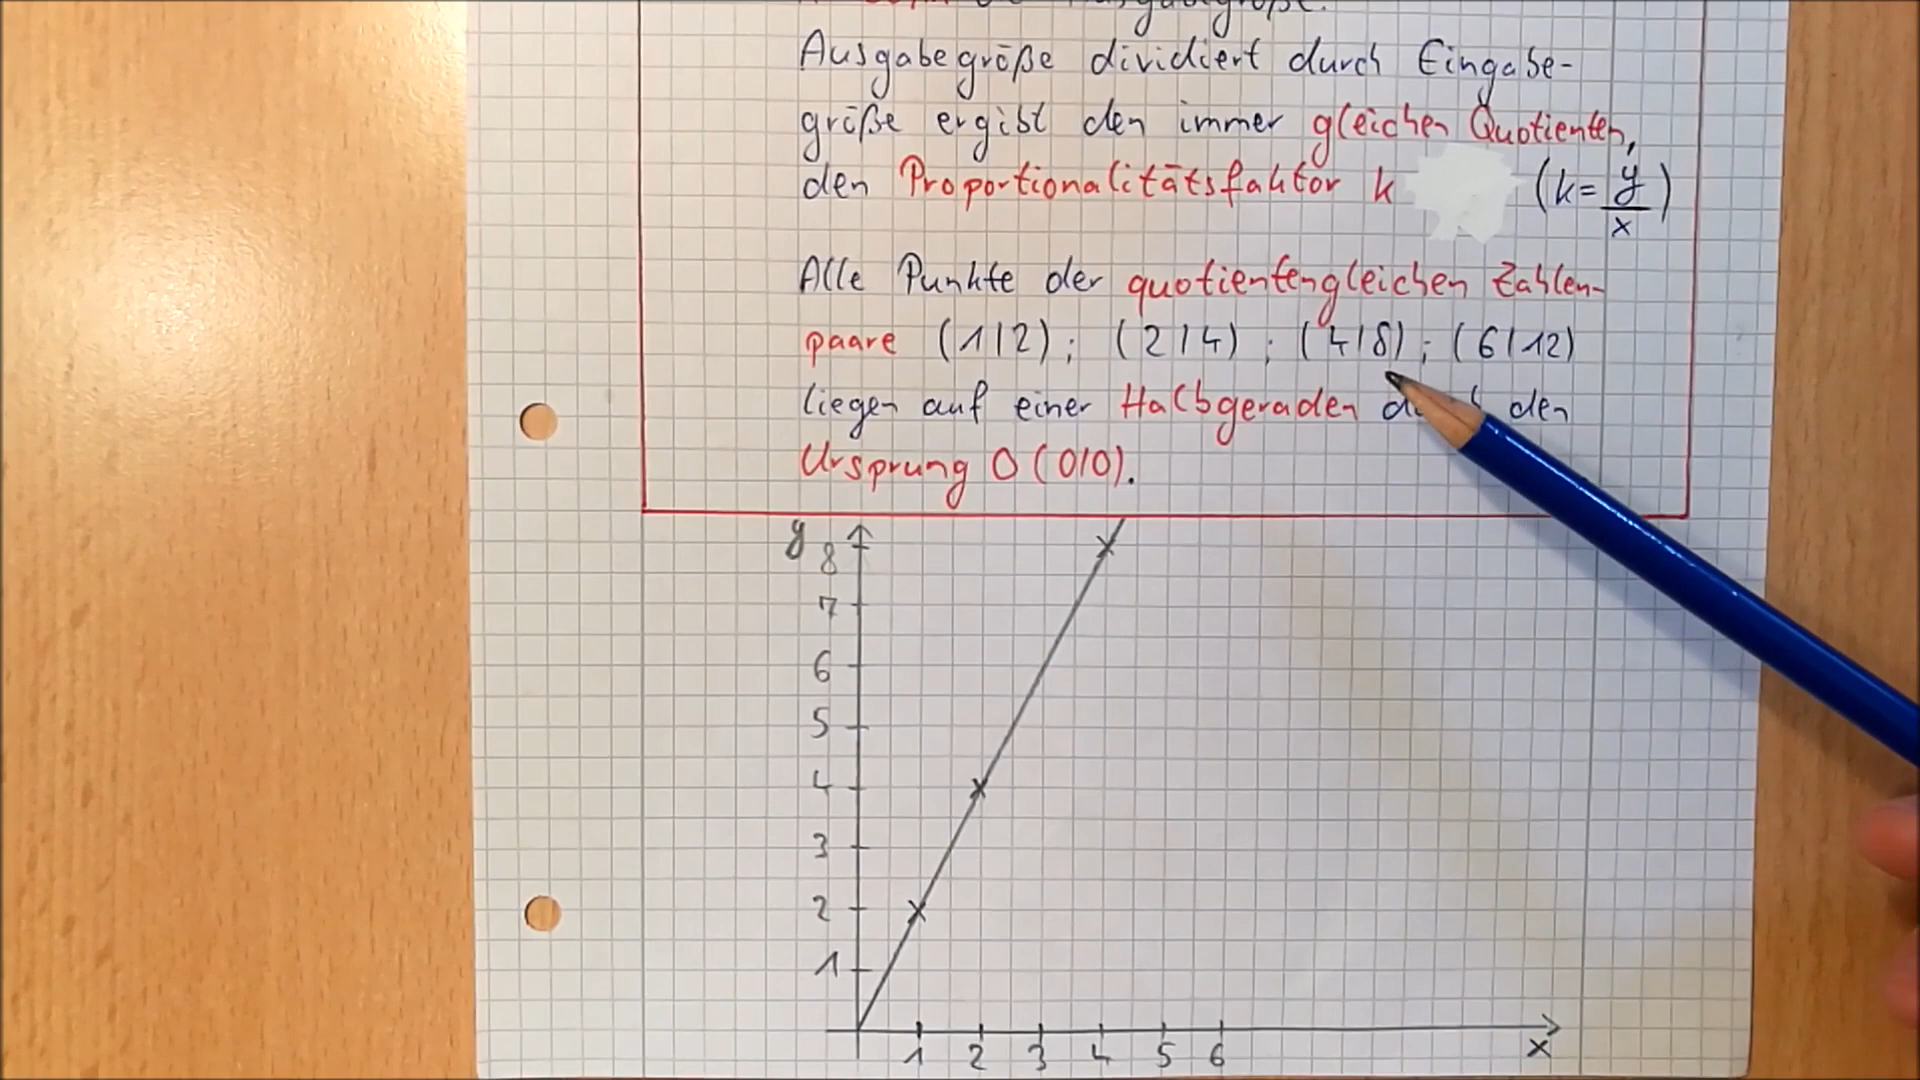 Ausgabegröße dividiert durch Eingabe-
größe ergibt den immer gleichen Quotienten,
den Proportionalitätsfaktor k (k= y/x)
Alle Punkte der quotientengleichen Zahlen-
paare (1|2); (2|4); (4|8); (6|12)
liegen auf einer Halbgeraden den
Ursprung O (0|0).
y
8
7
6
5
4
3
2
1
1 2 3 4 5 6 x